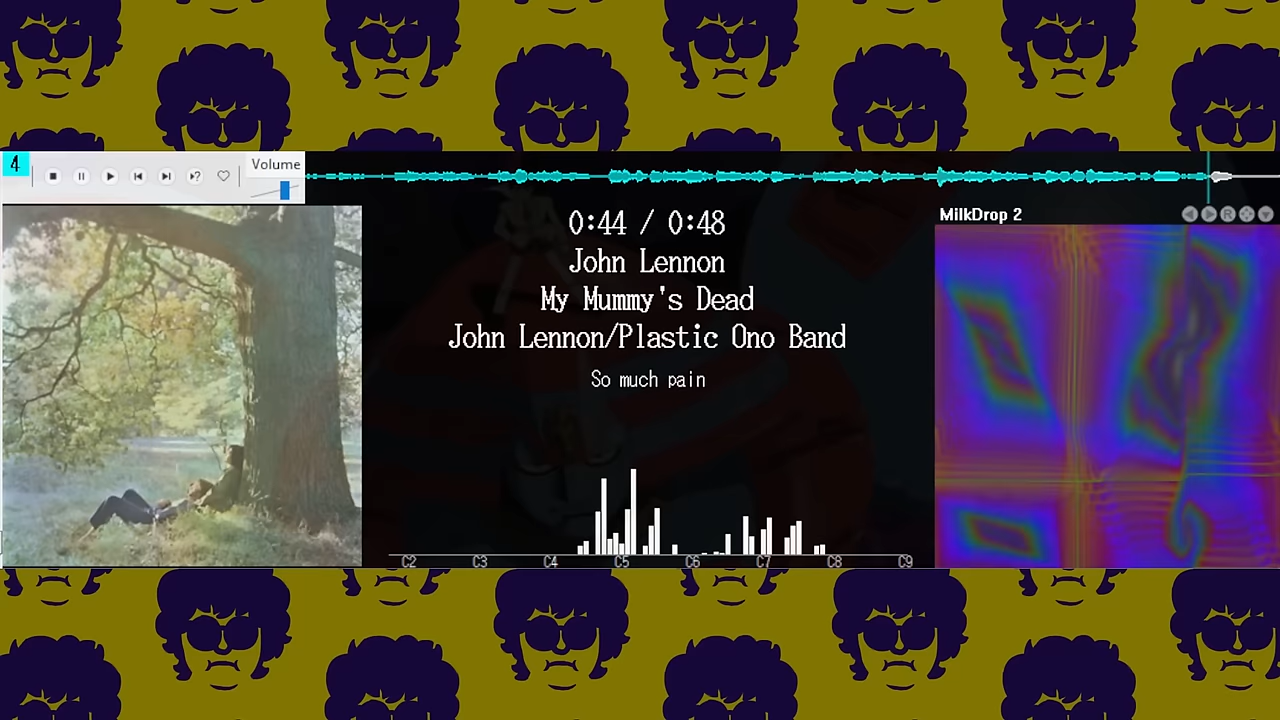 4
Volume
0:44 / 0:48
John Lennon
My Mummy's Dead
John Lennon/Plastic Ono Band
So much pain
C2 C3 C4 C5 C6 C7 C8 C9
MilkDrop 2
R